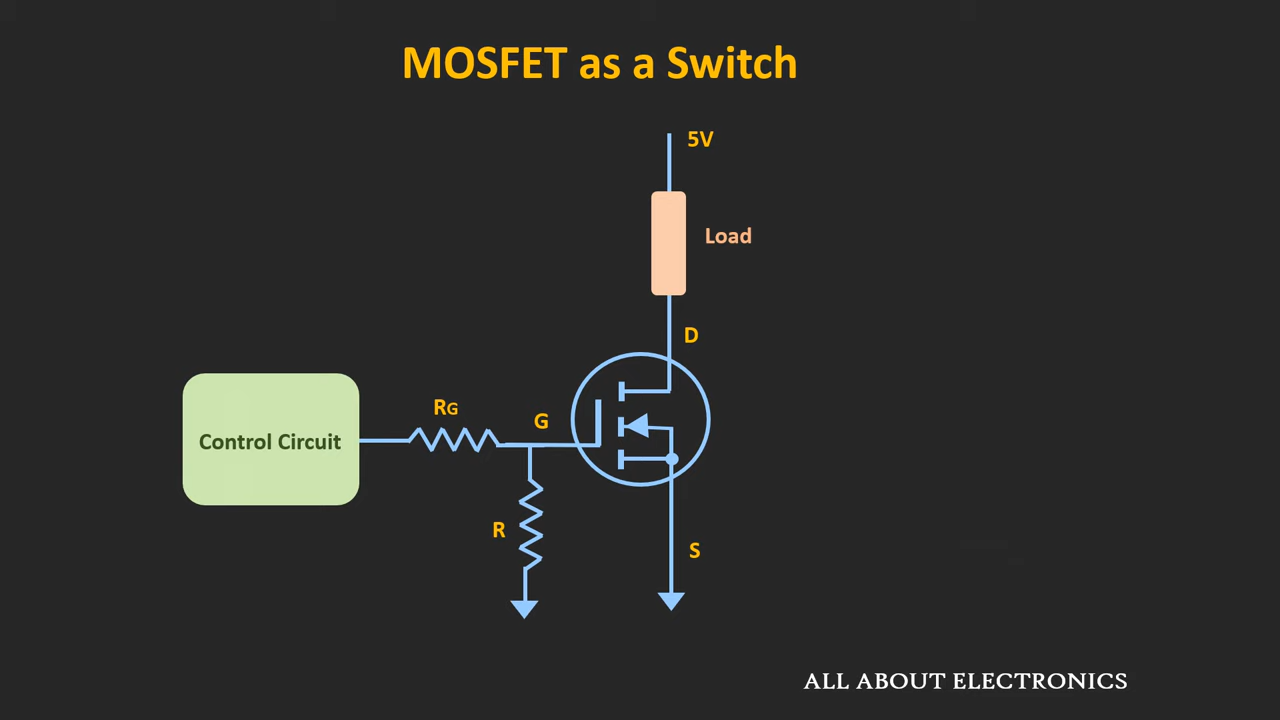 MOSFET as a Switch
5V
Load
D
RG
G
Control Circuit
R
S
ALL ABOUT ELECTRONICS